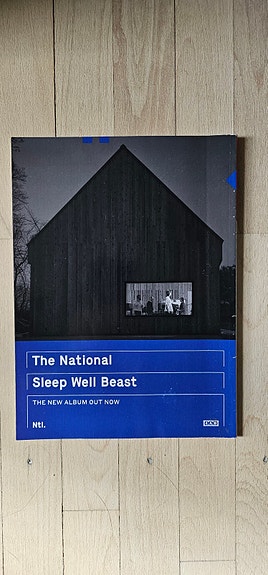 The National
Sleep Well Beast
THE NEW ALBUM OUT NOW
Ntl.